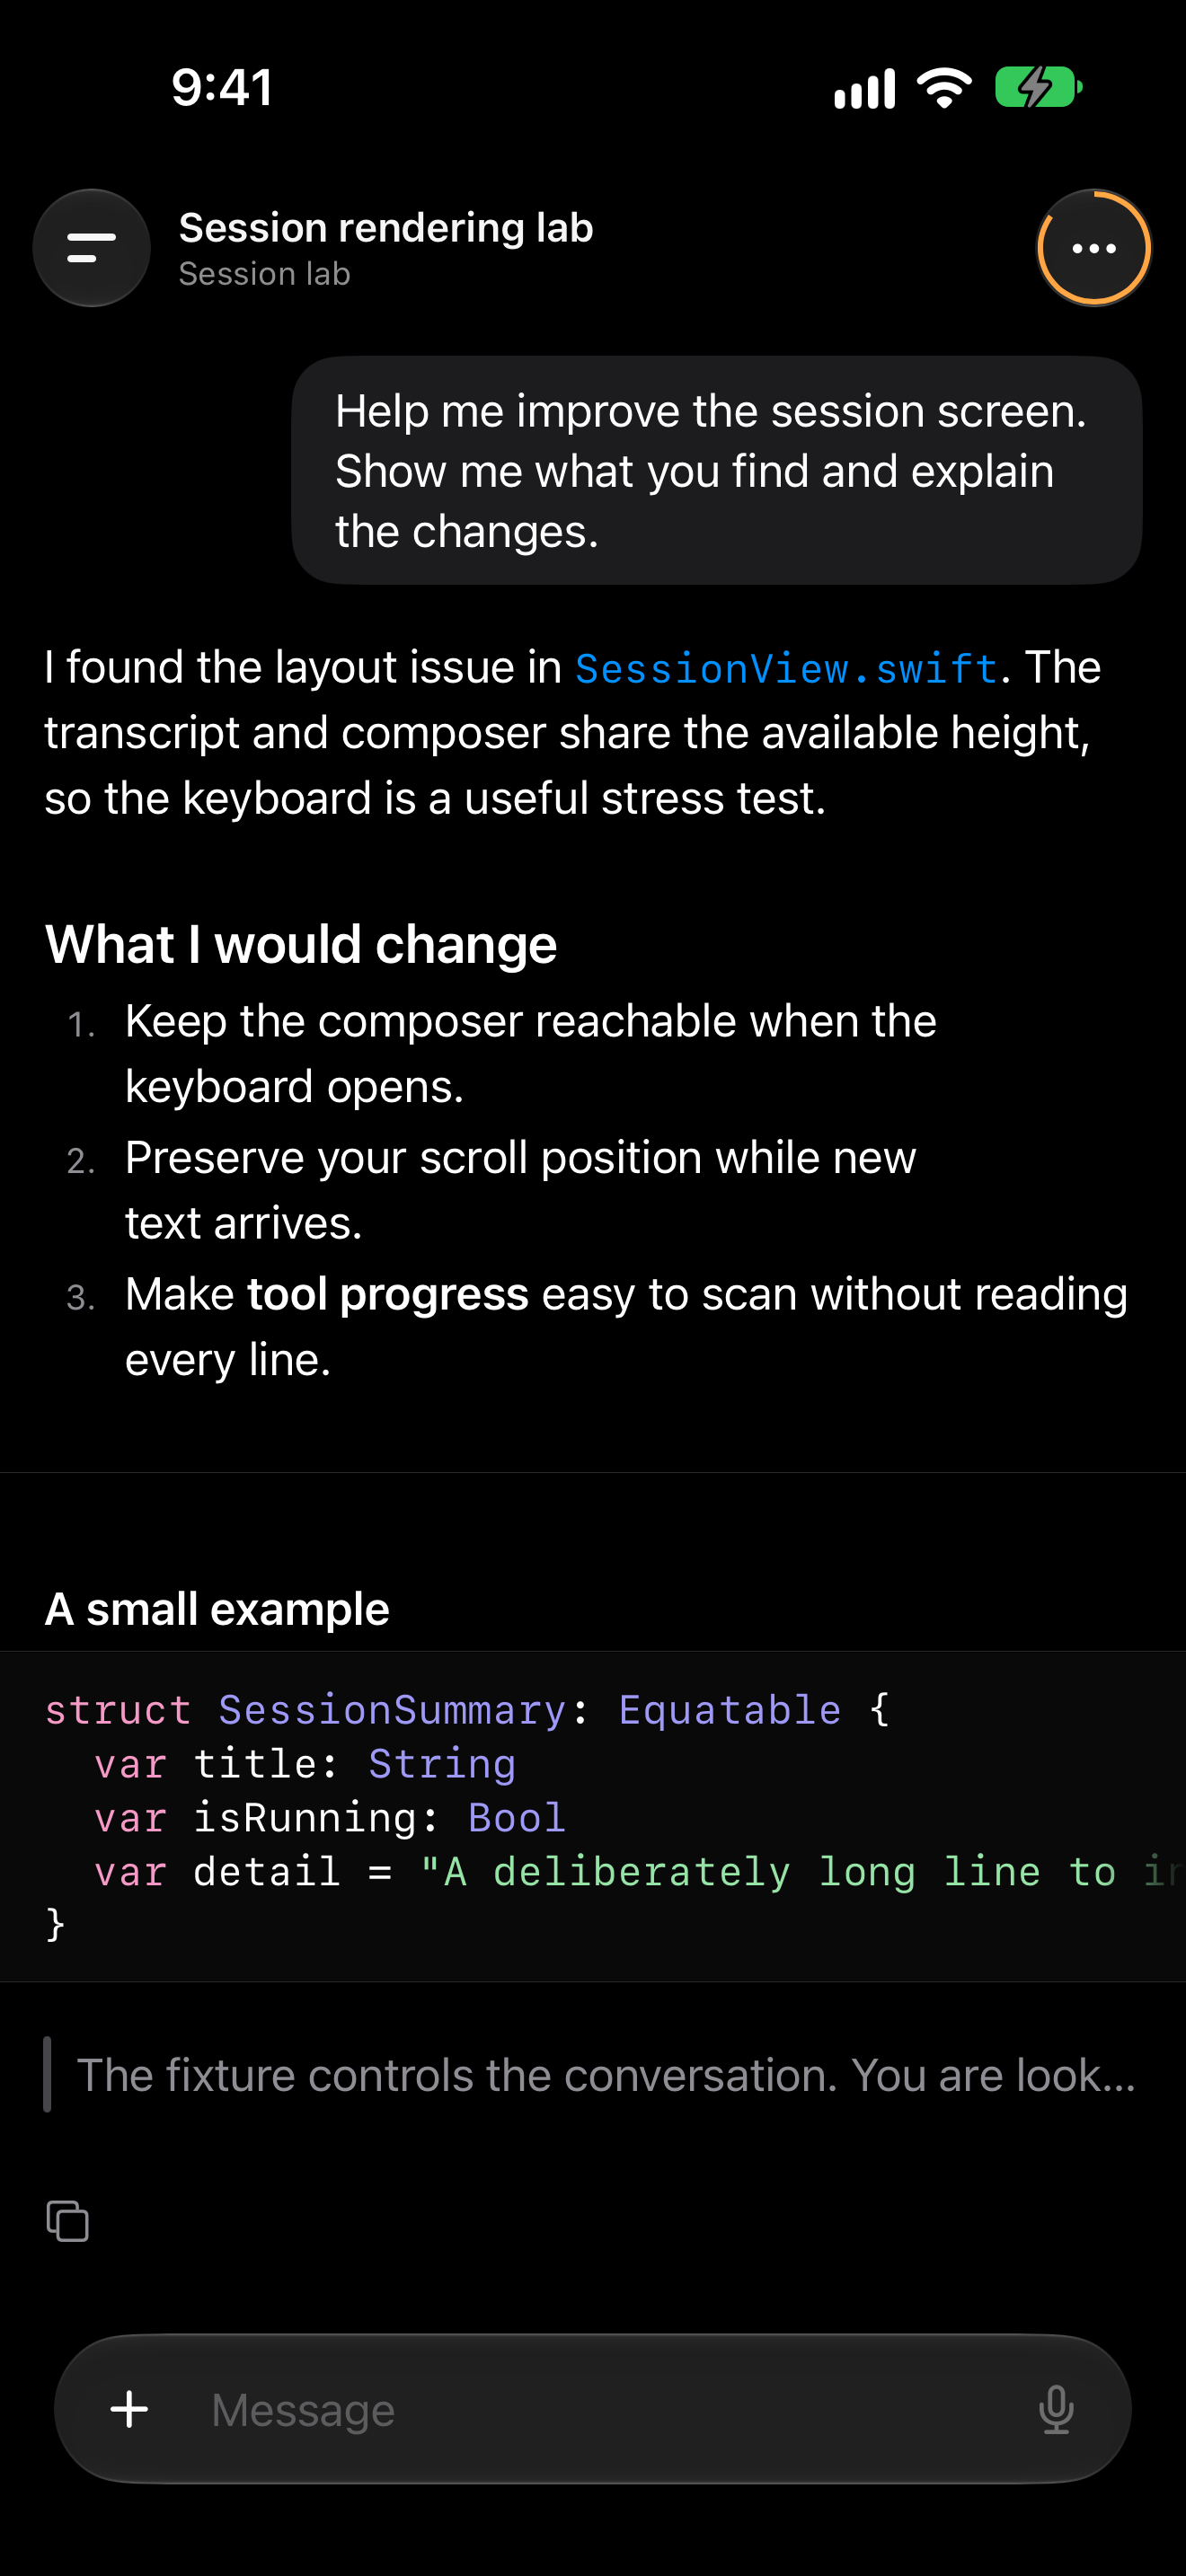 9:41
Session rendering lab
Session lab
Help me improve the session screen.
Show me what you find and explain
the changes.
I found the layout issue in SessionView.swift. The
transcript and composer share the available height,
so the keyboard is a useful stress test.
What I would change
1. Keep the composer reachable when the
keyboard opens.
2. Preserve your scroll position while new
text arrives.
3. Make tool progress easy to scan without reading
every line.
A small example
struct SessionSummary: Equatable {
  var title: String
  var isRunning: Bool
  var detail = "A deliberately long line to
}
The fixture controls the conversation. You are look...
Message